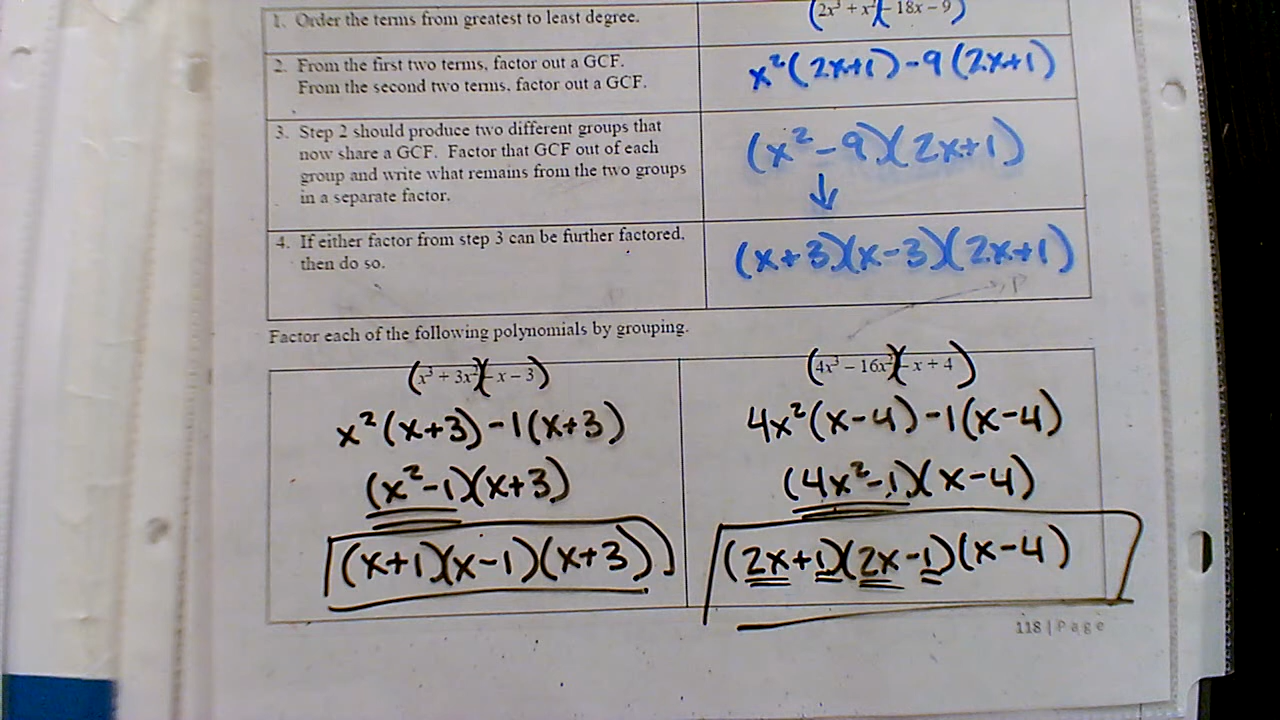 1. Order the terms from greatest to least degree.
(2x³ + x²)(- 18x – 9)
2. From the first two terms, factor out a GCF.
From the second two terms, factor out a GCF.
x²(2x+1)-9(2x+1)
3. Step 2 should produce two different groups that
now share a GCF. Factor that GCF out of each
group and write what remains from the two groups
in a separate factor.
(x²-9)(2x+1)
↓
4. If either factor from step 3 can be further factored,
then do so.
(x+3)(x-3)(2x+1)
Factor each of the following polynomials by grouping.
(x³ + 3x²)(- x – 3)
x²(x+3)-1(x+3)
(x²-1)(x+3)
(x+1)(x-1)(x+3)
(4x³ – 16x²)(- x + 4)
4x²(x-4)-1(x-4)
(4x²-1)(x-4)
(2x+1)(2x-1)(x-4)
118 | Page